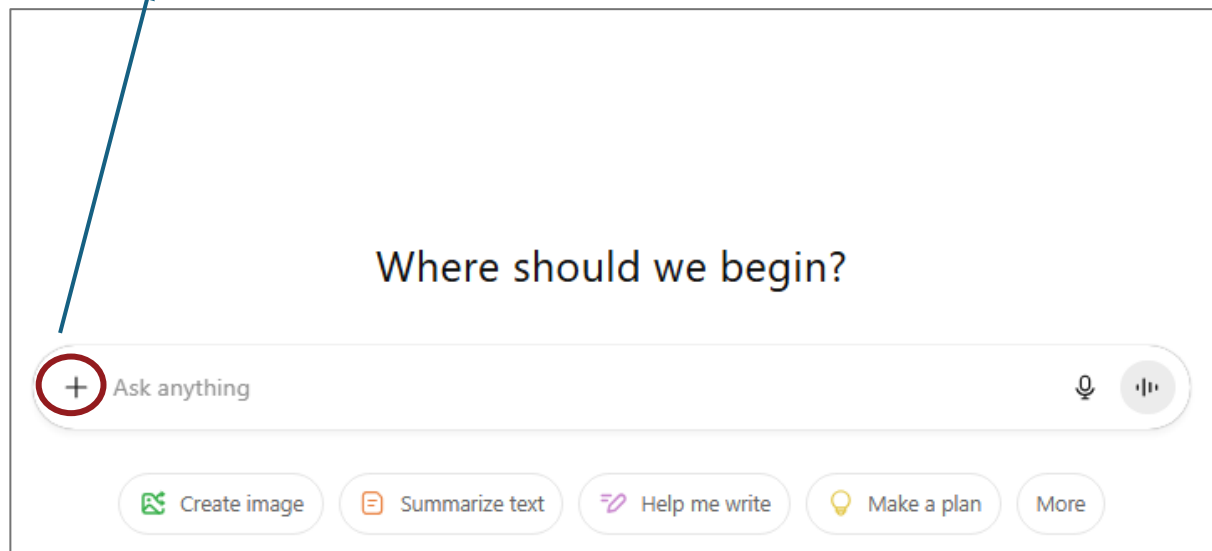 Where should we begin?
Ask anything
Create image Summarize text Help me write Make a plan More